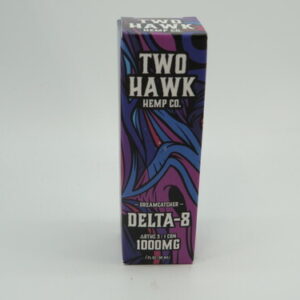 TWO
HAWK
HEMP CO.
DREAMCATCHER
DELTA-8
1000MG